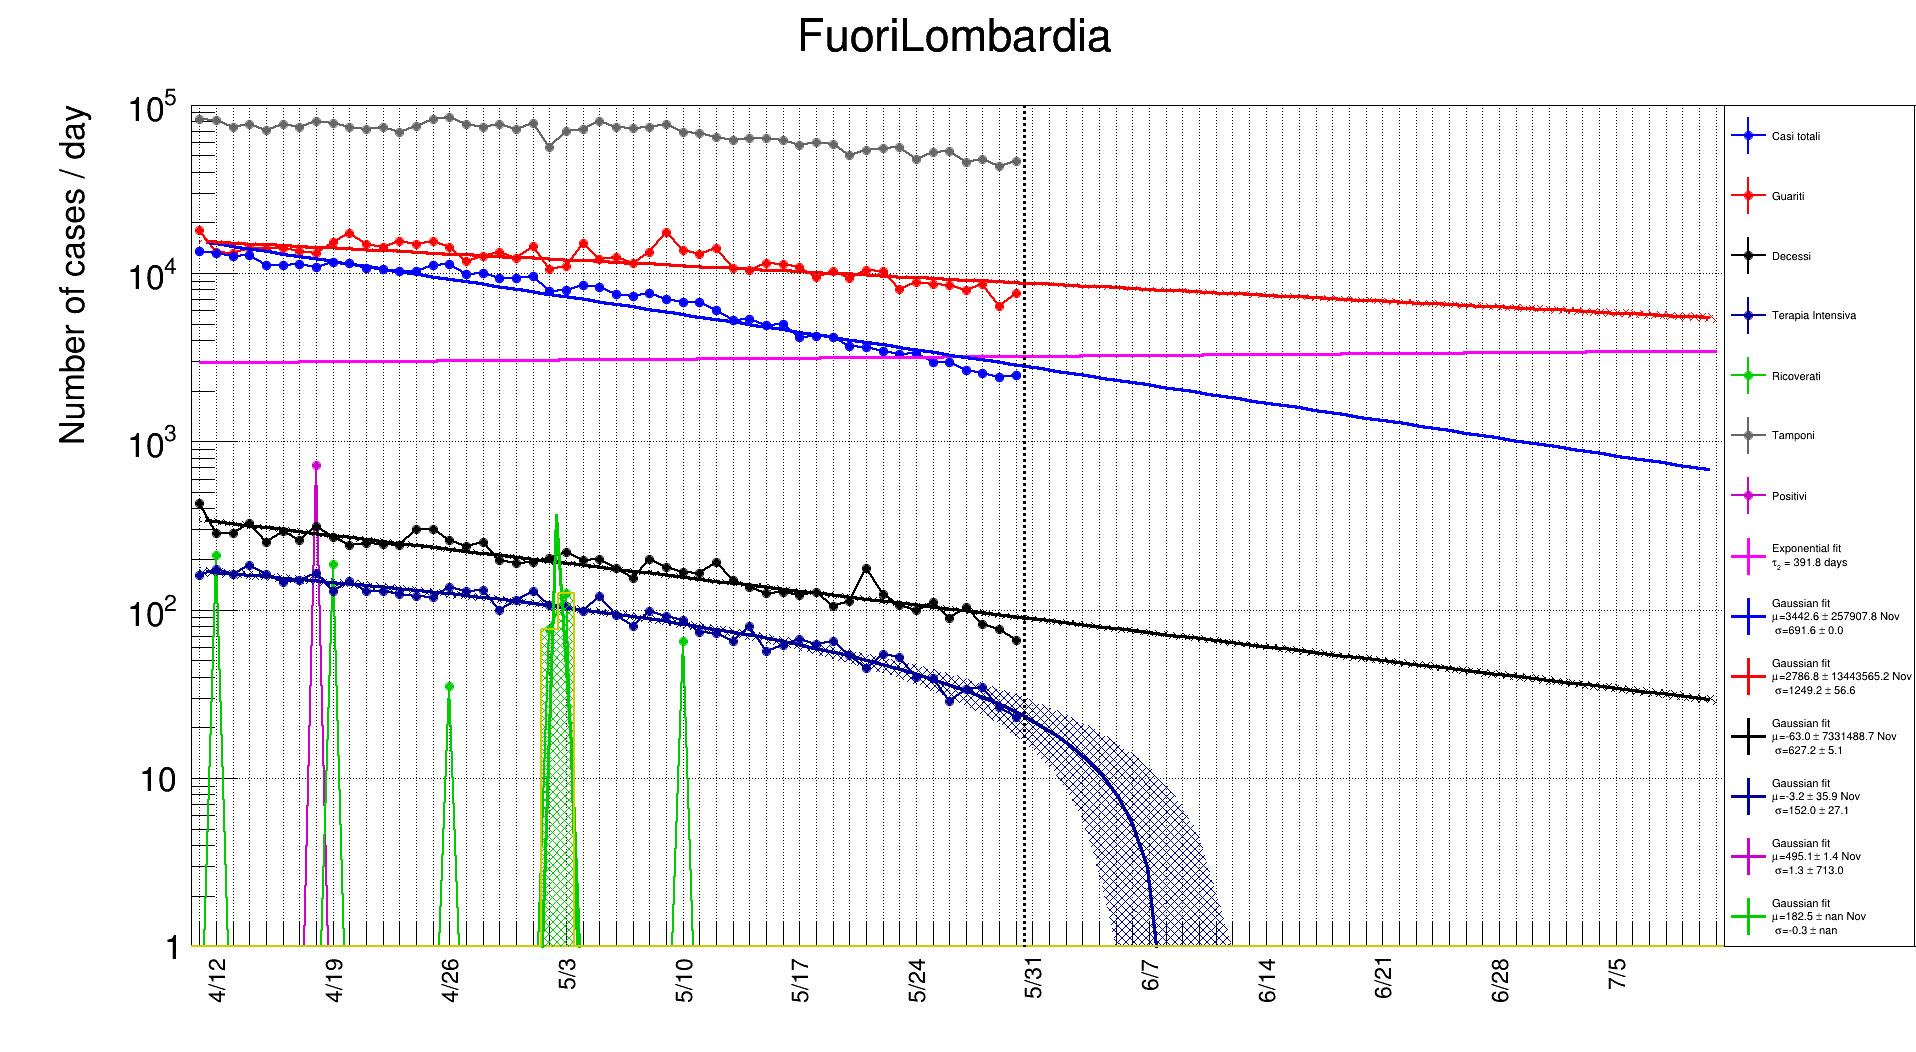 FuoriLombardia
Number of cases / day
10^5
10^4
10^3
10^2
10
1
4/12
4/19
4/26
5/3
5/10
5/17
5/24
5/31
6/7
6/14
6/21
6/28
7/5
Casi totali
Guariti
Decessi
Terapia Intensiva
Ricoverati
Tamponi
Positivi
Exponential fit
τ₂ = 391.8 days
Gaussian fit
μ=3442.6 ± 257907.8 Nov
σ=691.6 ± 0.0
Gaussian fit
μ=2786.8 ± 13443565.2 Nov
σ=1249.2 ± 56.6
Gaussian fit
μ=-63.0 ± 7331488.7 Nov
σ=627.2 ± 5.1
Gaussian fit
μ=-3.2 ± 35.9 Nov
σ=152.0 ± 27.1
Gaussian fit
μ=495.1 ± 1.4 Nov
σ=1.3 ± 713.0
Gaussian fit
μ=182.5 ± nan Nov
σ=-0.3 ± nan